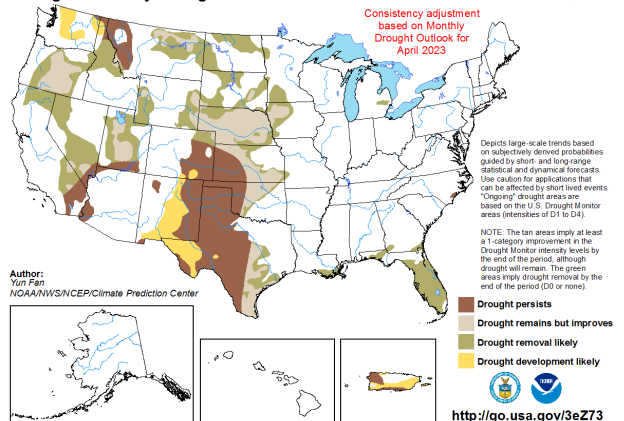 Consistency adjustment
based on Monthly
Drought Outlook for
April 2023
Depicts large-scale trends based
on subjectively derived probabilities
guided by short- and long-range
statistical and dynamical forecasts.
Use caution for applications that
can be affected by short lived events.
"Ongoing" drought areas are
based on the U.S. Drought Monitor
areas (intensities of D1 to D4).
NOTE: The tan areas imply at least
a 1-category improvement in
the Drought Monitor intensity levels by
the end of the period, although
drought will remain. The green
areas imply drought removal by the
end of the period (D0 or none).
Author:
Yun Fan
NOAA/NWS/NCEP/Climate Prediction Center
Drought persists
Drought remains but improves
Drought removal likely
Drought development likely
NOAA
http://go.usa.gov/3eZ73